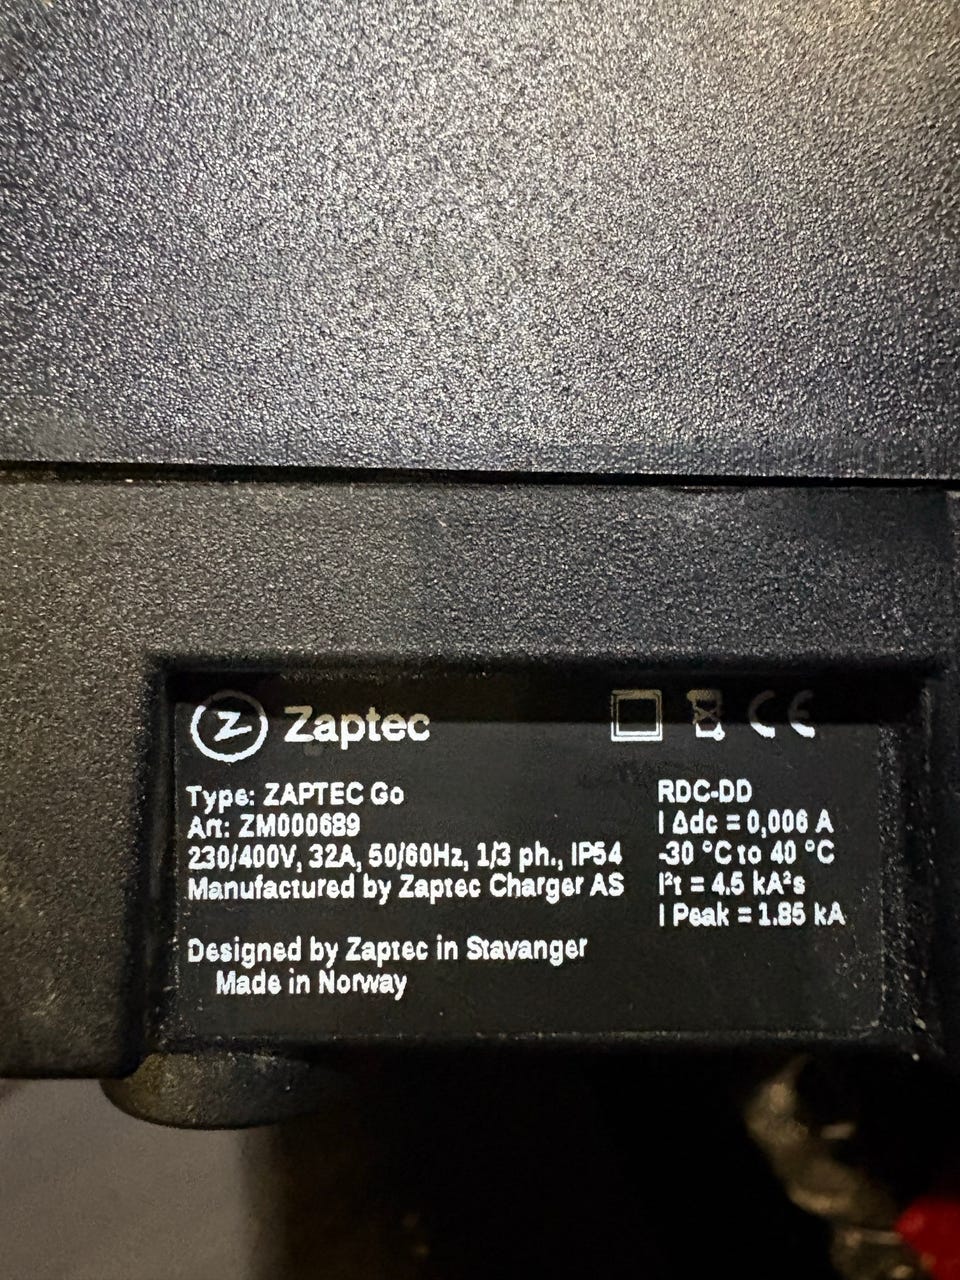 Zaptec
Type: ZAPTEC Go
Art: ZM000689
230/400V, 32A, 50/60Hz, 1/3 ph., IP54
Manufactured by Zaptec Charger AS
Designed by Zaptec in Stavanger
Made in Norway
CE
RDC-DD
I Δdc = 0,006 A
-30 °C to 40 °C
I²t = 4.5 kA²s
I Peak = 1.85 kA